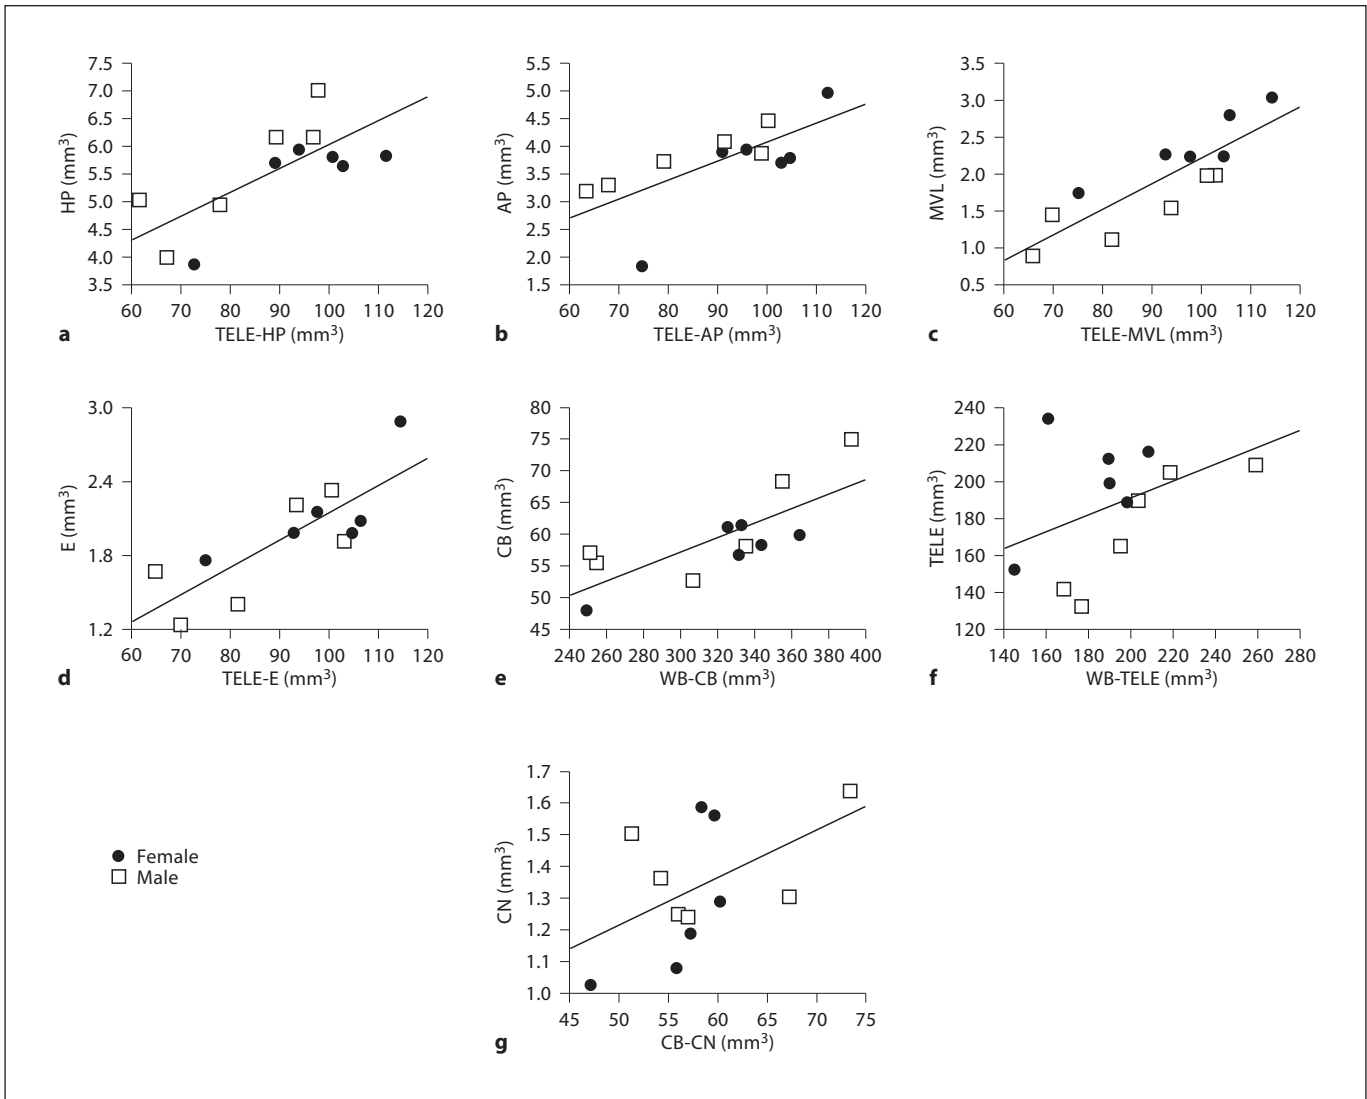 7.5
7.0
6.5
6.0
5.5
5.0
4.5
4.0
3.5
HP (mm³)
60 70 80 90 100 110 120
TELE-HP (mm³)
a
5.5
5.0
4.5
4.0
3.5
3.0
2.5
2.0
1.5
AP (mm³)
60 70 80 90 100 110 120
TELE-AP (mm³)
b
3.5
3.0
2.5
2.0
1.5
1.0
0.5
MVL (mm³)
60 70 80 90 100 110 120
TELE-MVL (mm³)
c
3.0
2.4
1.8
1.2
E (mm³)
60 70 80 90 100 110 120
TELE-E (mm³)
d
80
75
70
65
60
55
50
45
CB (mm³)
240 260 280 300 320 340 360 380 400
WB-CB (mm³)
e
240
220
200
180
160
140
120
TELE (mm³)
140 160 180 200 220 240 260 280
WB-TELE (mm³)
f
Female
Male
1.7
1.6
1.5
1.4
1.3
1.2
1.1
1.0
CN (mm³)
45 50 55 60 65 70 75
CB-CN (mm³)
g